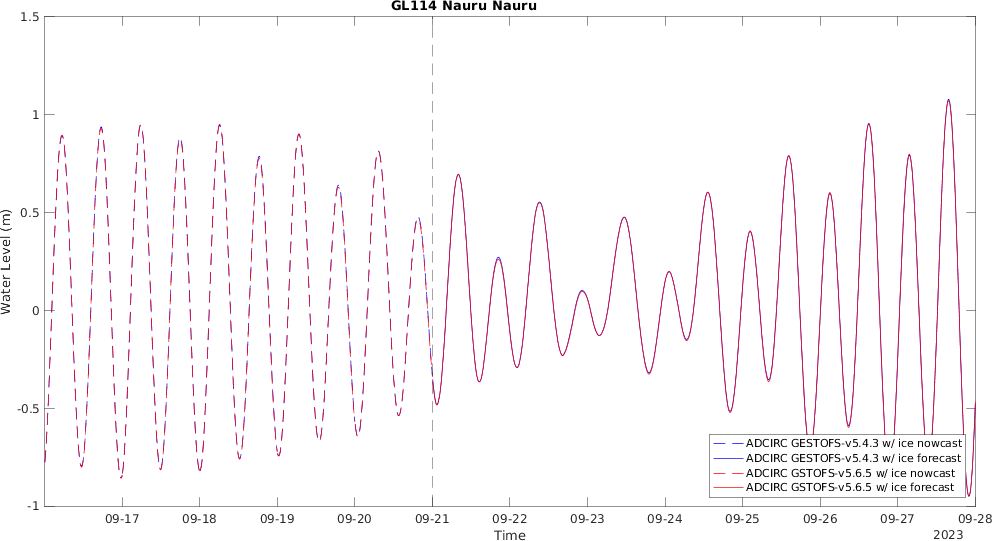 GL114 Nauru Nauru
1.5
1
0.5
0
-0.5
-1
Water Level (m)
ADCIRC GESTOFS-v5.4.3 w/ ice nowcast
ADCIRC GESTOFS-v5.4.3 w/ ice forecast
ADCIRC GSTOFS-v5.6.5 w/ ice nowcast
ADCIRC GSTOFS-v5.6.5 w/ ice forecast
09-17 09-18 09-19 09-20 09-21 09-22 09-23 09-24 09-25 09-26 09-27 09-28
Time
2023